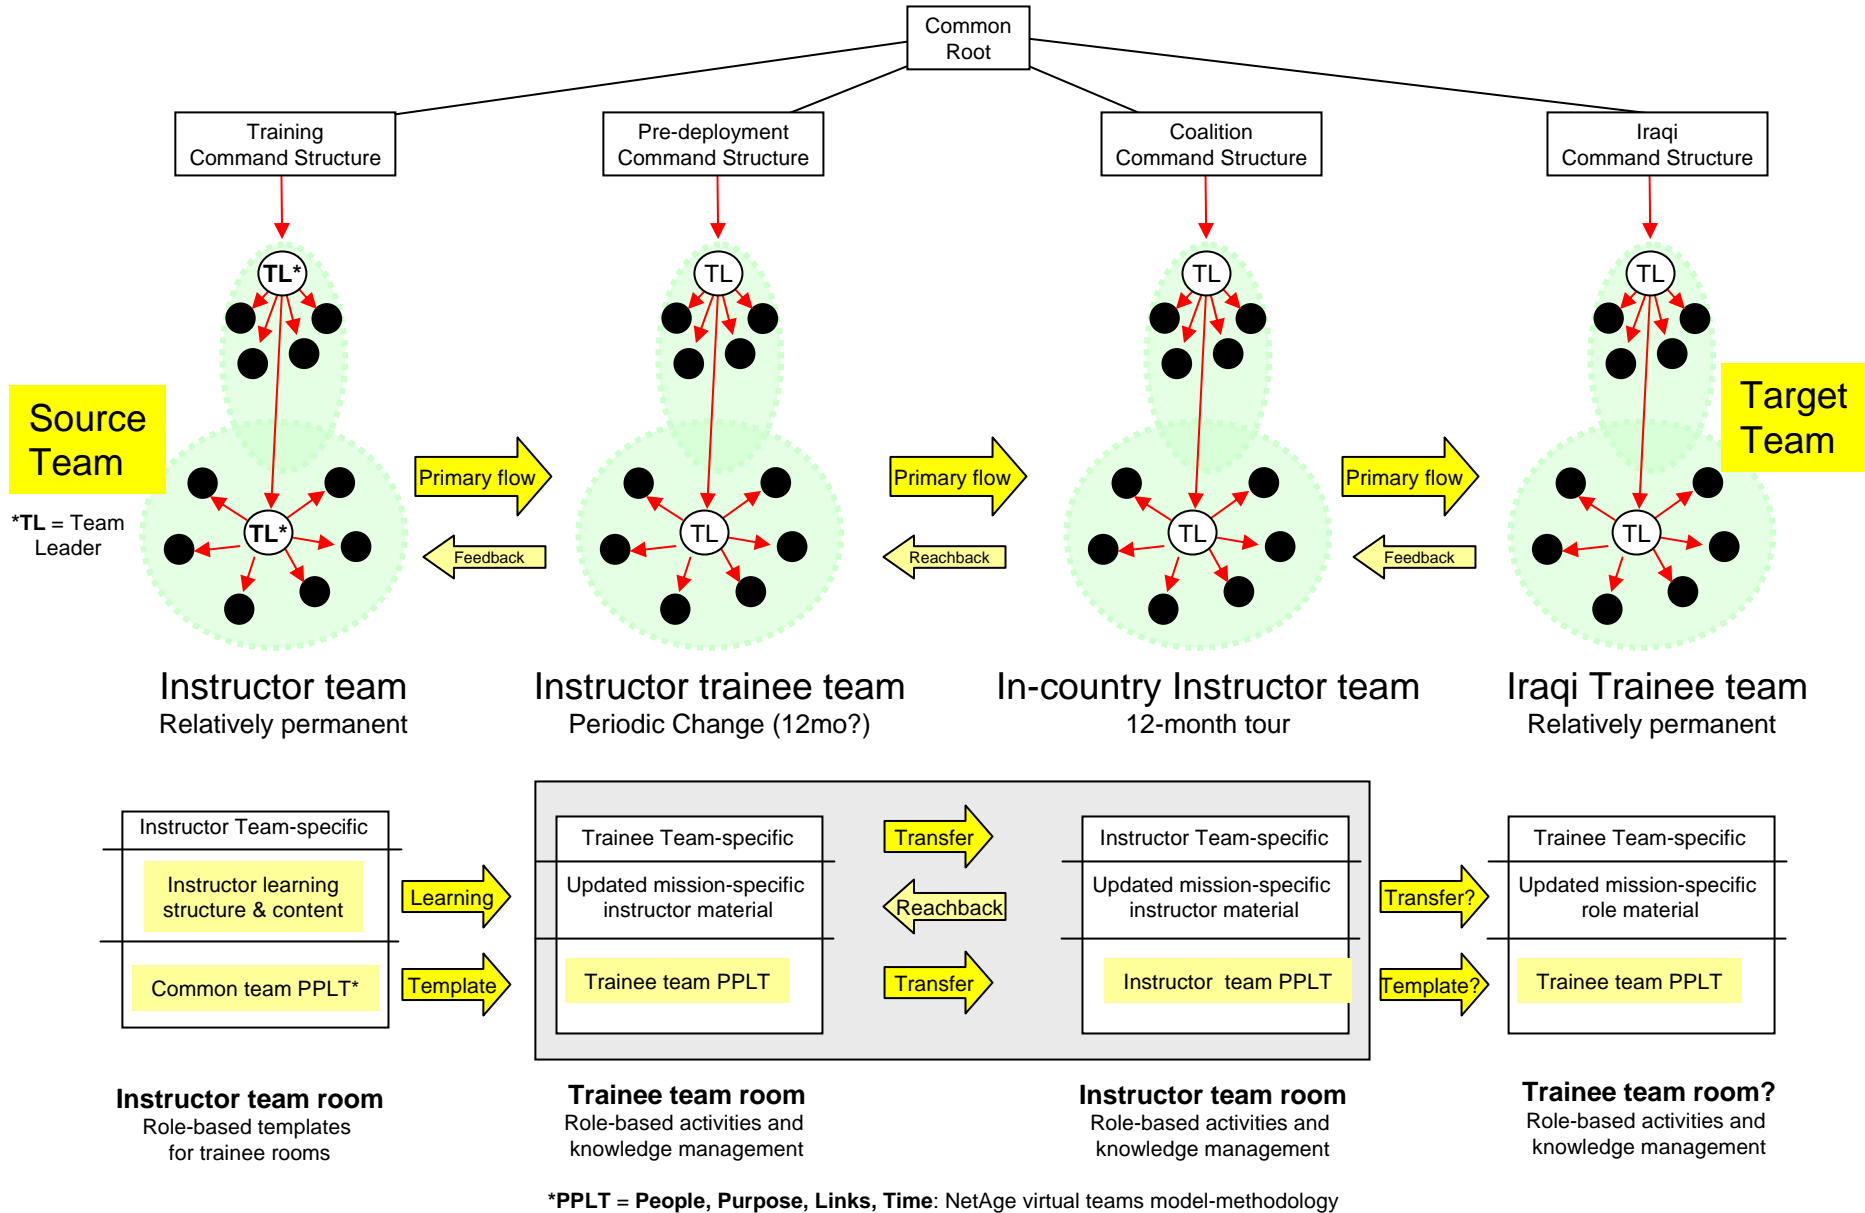 Common
Root
Training
Command Structure
Pre-deployment
Command Structure
Coalition
Command Structure
Iraqi
Command Structure
TL*
TL
TL
TL
Source
Team
Target
Team
Primary flow
Primary flow
Primary flow
*TL = Team
Leader
TL*
TL
TL
TL
Feedback
Reachback
Feedback
Instructor team
Relatively permanent
Instructor trainee team
Periodic Change (12mo?)
In-country Instructor team
12-month tour
Iraqi Trainee team
Relatively permanent
Instructor Team-specific
Instructor learning
structure & content
Common team PPLT*
Learning
Template
Trainee Team-specific
Updated mission-specific
instructor material
Trainee team PPLT
Transfer
Reachback
Transfer
Instructor Team-specific
Updated mission-specific
instructor material
Instructor team PPLT
Transfer?
Template?
Trainee Team-specific
Updated mission-specific
role material
Trainee team PPLT
Instructor team room
Role-based templates
for trainee rooms
Trainee team room
Role-based activities and
knowledge management
Instructor team room
Role-based activities and
knowledge management
Trainee team room?
Role-based activities and
knowledge management
*PPLT = People, Purpose, Links, Time: NetAge virtual teams model-methodology